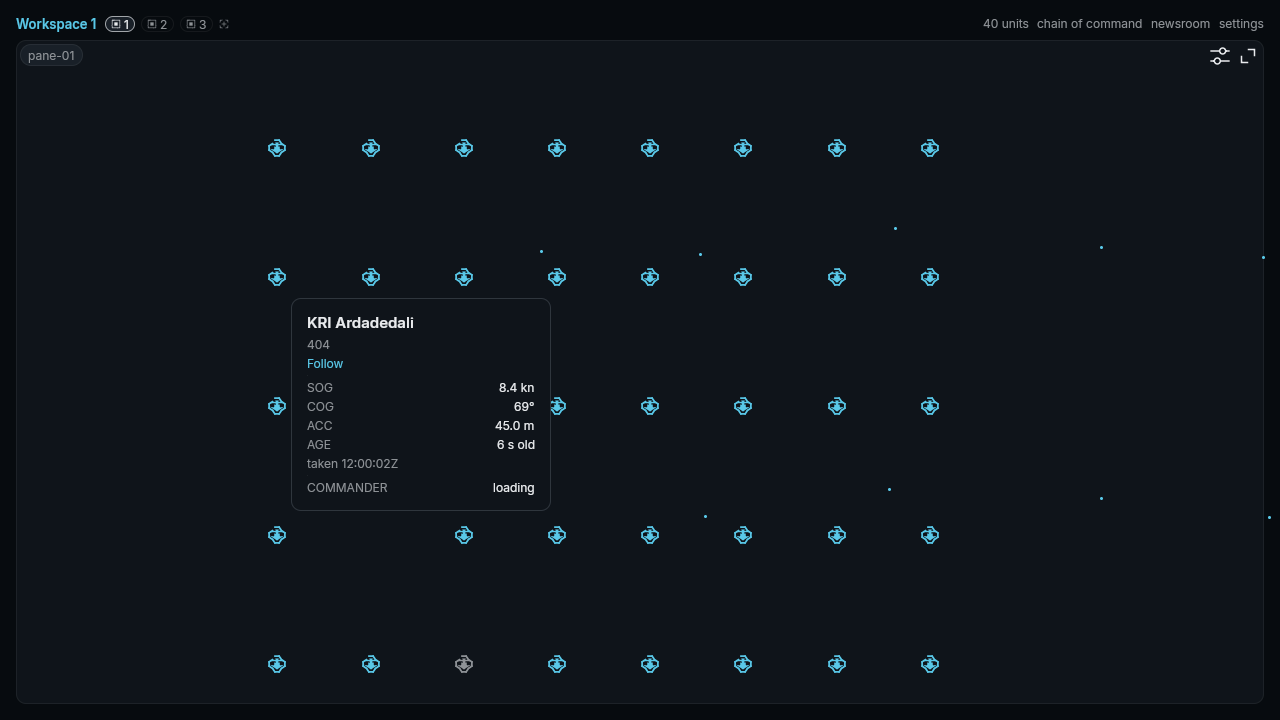 Workspace 1 1 2 3 40 units chain of command newsroom settings
pane-01
KRI Ardadedali
404
Follow
SOG 8.4 kn
COG 69°
ACC 45.0 m
AGE 6 s old
taken 12:00:02Z
COMMANDER loading